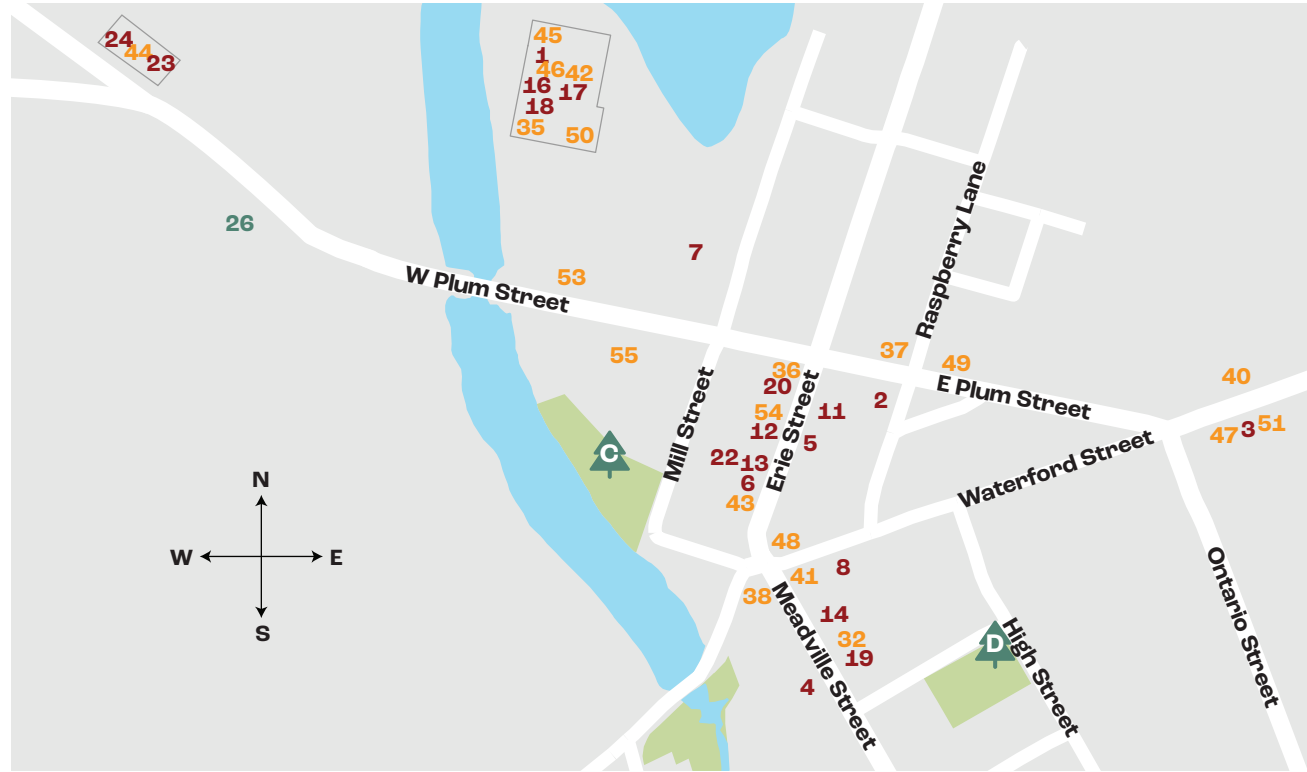 45
24
44
1
23
46
42
16
17
18
35
50
Raspberry Lane
26
7
53
W Plum Street
37
55
49
36
40
20
E Plum Street
2
54
11
Mill Street
Erie Street
51
12
3
47
5
C
22
13
Waterford Street
N
6
43
48
W
E
8
41
38
Meadville Street
14
Ontario Street
S
32
D
High Street
19
4